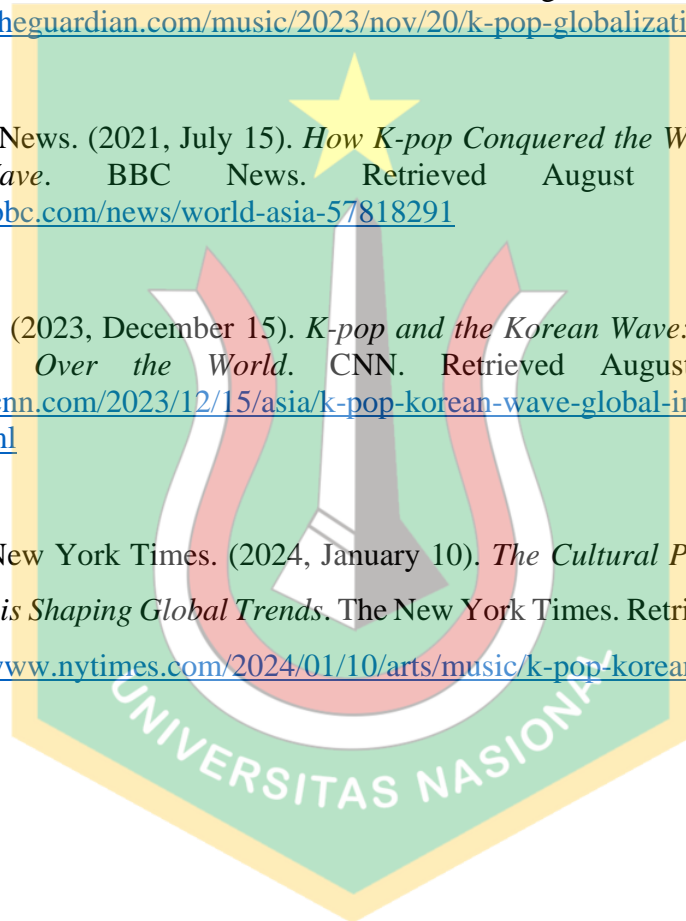 heguardian.com/music/2023/nov/20/k-pop-globalizati
News. (2021, July 15). How K-pop Conquered the W
ave. BBC News. Retrieved August
bbc.com/news/world-asia-57818291
(2023, December 15). K-pop and the Korean Wave:
Over the World. CNN. Retrieved August
cnn.com/2023/12/15/asia/k-pop-korean-wave-global-in
ml
New York Times. (2024, January 10). The Cultural P
is Shaping Global Trends. The New York Times. Retri
www.nytimes.com/2024/01/10/arts/music/k-pop-korean
UNIVERSITAS NASIONAL